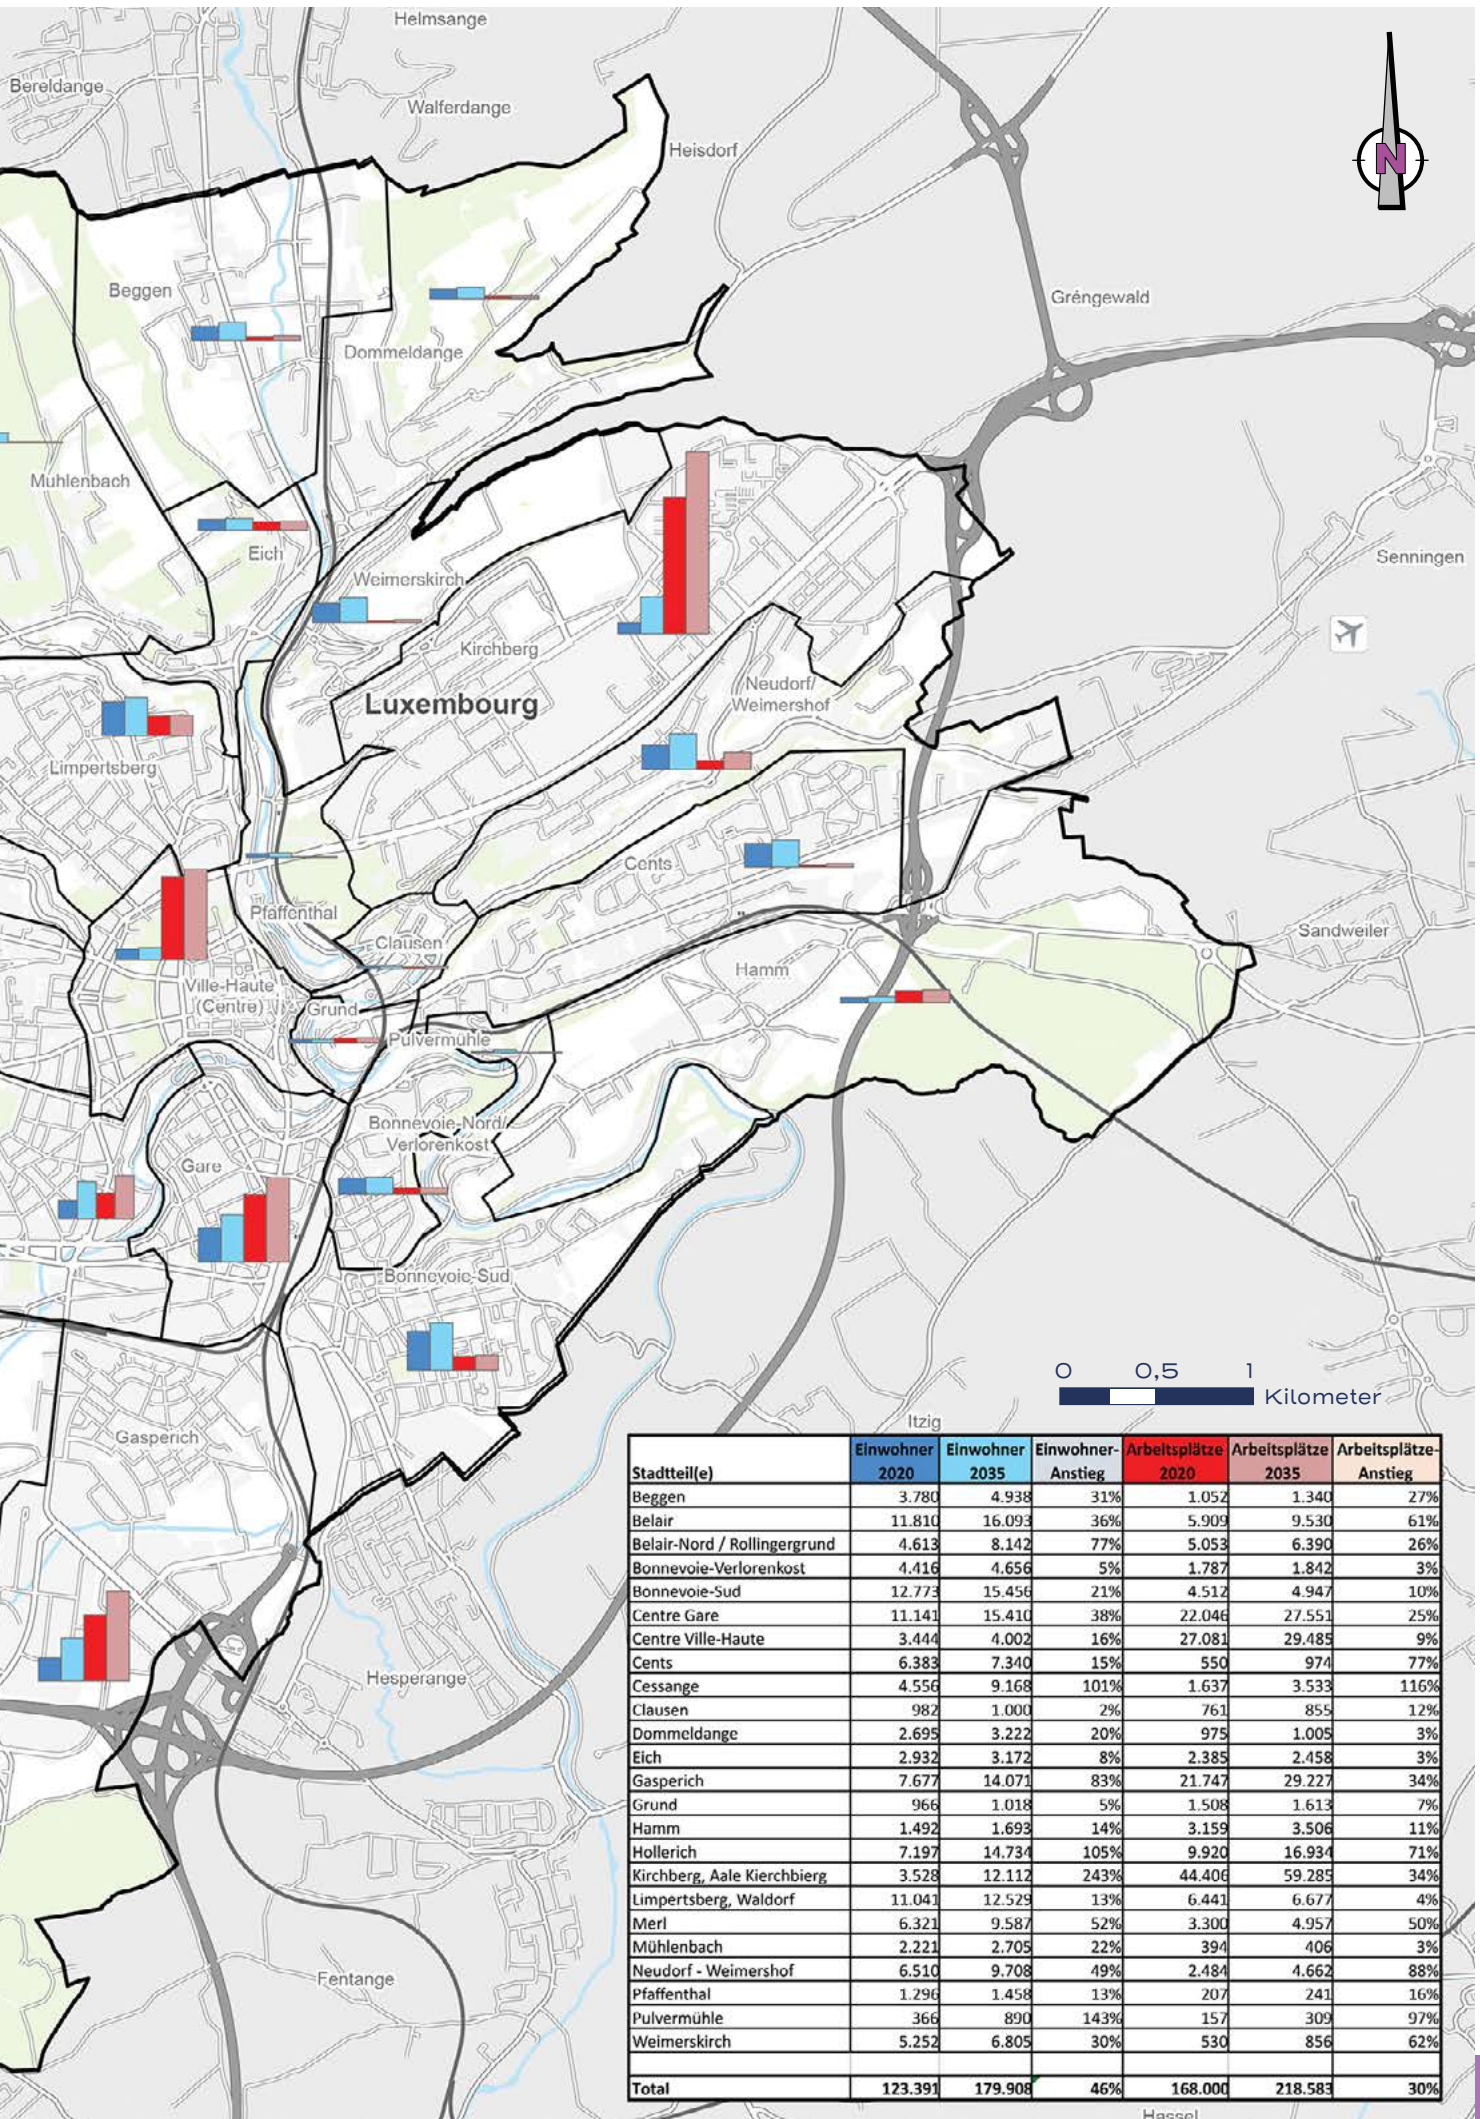 Helmsange
Bereldange
Walferdange
Heisdorf
N
Beggen
Gréngewald
Dommeldange
Muhlenbach
Eich
Senningen
Weimerskirch
Kirchberg
Luxembourg
Neudorf/
Weimershof
Limpertsberg
Cents
Pfaffenthal
Clausen
Sandweiler
Hamm
Ville-Haute
(Centre)
Grund
Pulvermühle
Bonnevoie-Nord/
Verlorenkost
Gare
Bonnevoie-Sud
0 0,5 1
Kilometer
Itzig
Gasperich
Hesperange
Fentange
Hassel
Stadtteil(e) Einwohner 2020 Einwohner 2035 Einwohner-Anstieg Arbeitsplätze 2020 Arbeitsplätze 2035 Arbeitsplätze-Anstieg
Beggen 3.780 4.938 31% 1.052 1.340 27%
Belair 11.810 16.093 36% 5.909 9.530 61%
Belair-Nord / Rollingergrund 4.613 8.142 77% 5.053 6.390 26%
Bonnevoie-Verlorenkost 4.416 4.656 5% 1.787 1.842 3%
Bonnevoie-Sud 12.773 15.456 21% 4.512 4.947 10%
Centre Gare 11.141 15.410 38% 22.046 27.551 25%
Centre Ville-Haute 3.444 4.002 16% 27.081 29.485 9%
Cents 6.383 7.340 15% 550 974 77%
Cessange 4.556 9.168 101% 1.637 3.533 116%
Clausen 982 1.000 2% 761 855 12%
Dommeldange 2.695 3.222 20% 975 1.005 3%
Eich 2.932 3.172 8% 2.385 2.458 3%
Gasperich 7.677 14.071 83% 21.747 29.227 34%
Grund 966 1.018 5% 1.508 1.613 7%
Hamm 1.492 1.693 14% 3.159 3.506 11%
Hollerich 7.197 14.734 105% 9.920 16.934 71%
Kirchberg, Aale Kierchbierg 3.528 12.112 243% 44.406 59.285 34%
Limpertsberg, Waldorf 11.041 12.529 13% 6.441 6.677 4%
Merl 6.321 9.587 52% 3.300 4.957 50%
Mühlenbach 2.221 2.705 22% 394 406 3%
Neudorf - Weimershof 6.510 9.708 49% 2.484 4.662 88%
Pfaffenthal 1.296 1.458 13% 207 241 16%
Pulvermühle 366 890 143% 157 309 97%
Weimerskirch 5.252 6.805 30% 530 856 62%
Total 123.391 179.908 46% 168.000 218.583 30%